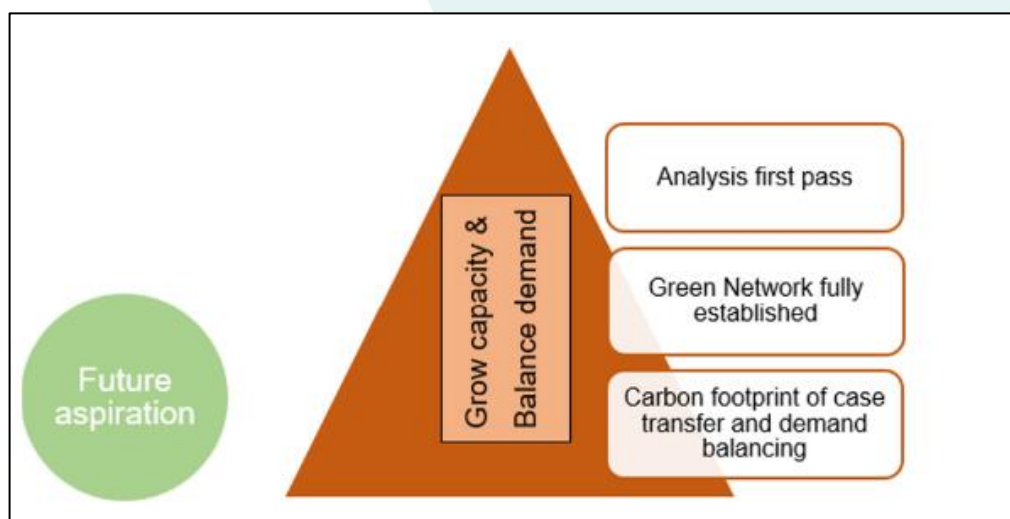 Analysis first pass
Grow capacity &
Balance demand
Green Network fully
established
Future
aspiration
Carbon footprint of case
transfer and demand
balancing